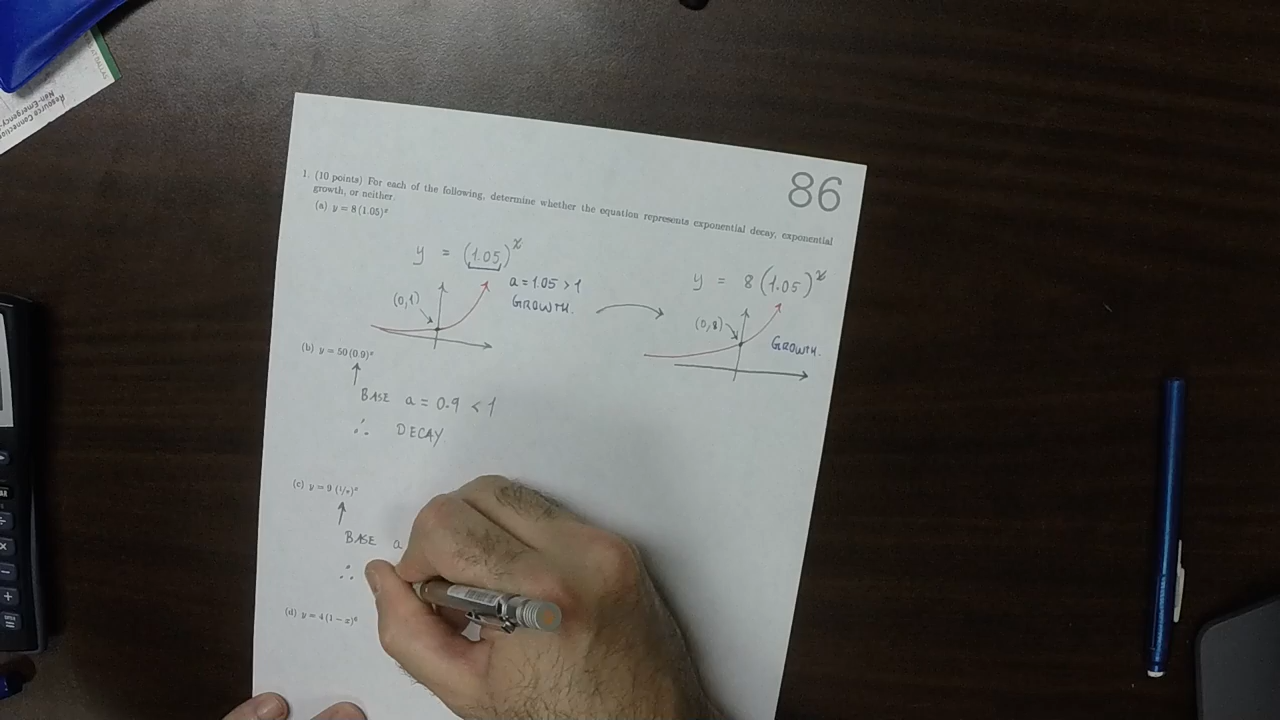 86
1. (10 points) For each of the following, determine whether the equation represents exponential decay, exponential
growth, or neither.
(a) y = 8(1.05)^x
y = (1.05)^x
a = 1.05 > 1
GROWTH.
(0,1)
y = 8(1.05)^x
(0,8)
GROWTH.
(b) y = 50(0.9)^x
BASE a = 0.9 < 1
∴ DECAY
(c)
BASE a
∴
(d) y = 4(1 − x)^6
Resource Connection
Non-Emergency